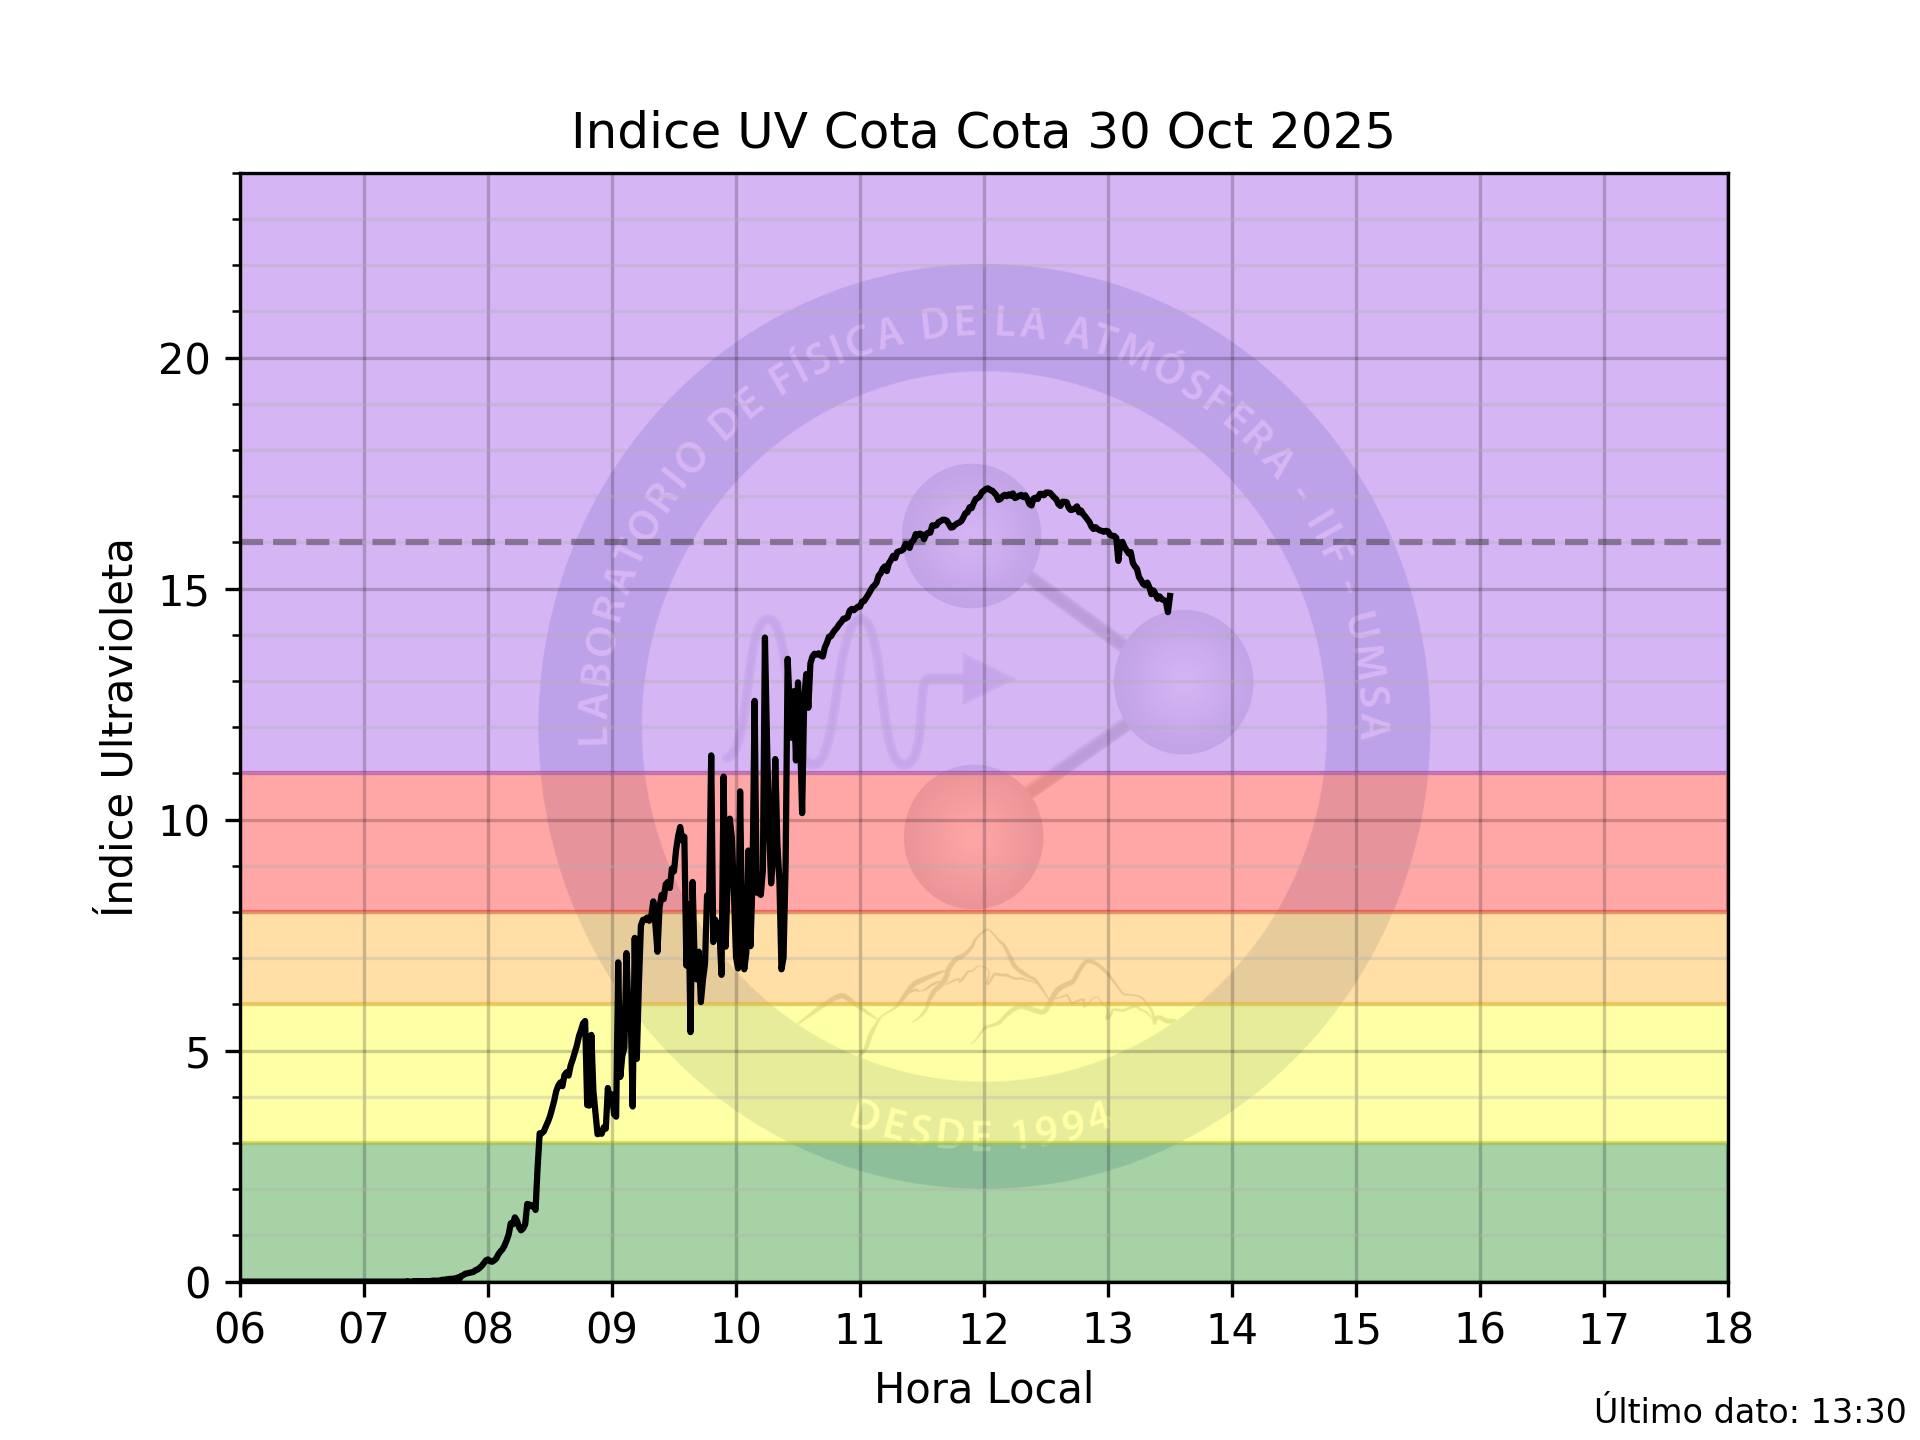 Indice UV Cota Cota 30 Oct 2025
Índice Ultravioleta
20
15
10
5
0
LABORATORIO DE FÍSICA DE LA ATMÓSFERA - IIF - UMSA
DESDE 1994
06 07 08 09 10 11 12 13 14 15 16 17 18
Hora Local
Último dato: 13:30